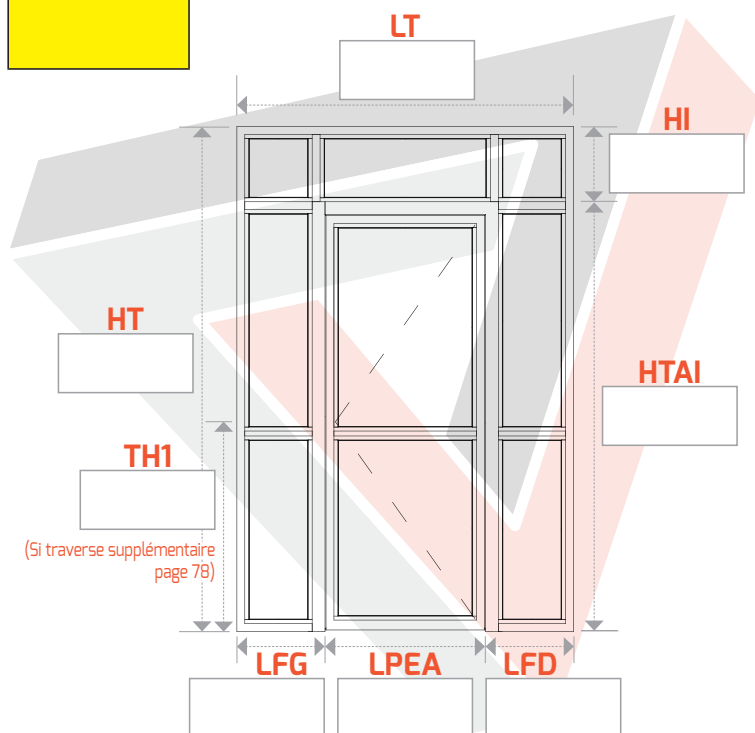 LT
HI
HT
HTAI
TH1
(Si traverse supplémentaire
page 78)
LFG
LPEA
LFD